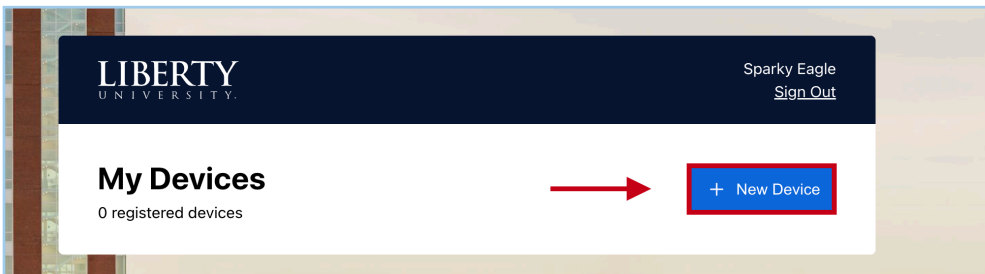 LIBERTY
UNIVERSITY.
Sparky Eagle
Sign Out
My Devices
0 registered devices
+ New Device